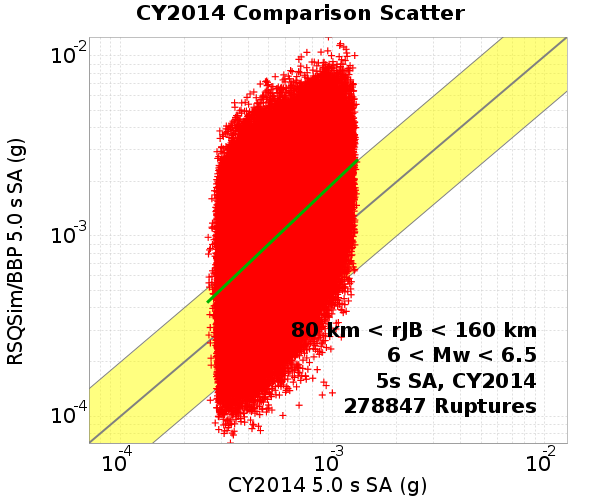 CY2014 Comparison Scatter
RSQSim/BBP 5.0 s SA (g)
10-2
10-3
10-4
80 km < rJB < 160 km
6 < Mw < 6.5
5s SA, CY2014
278847 Ruptures
10-4 10-3 10-2
CY2014 5.0 s SA (g)